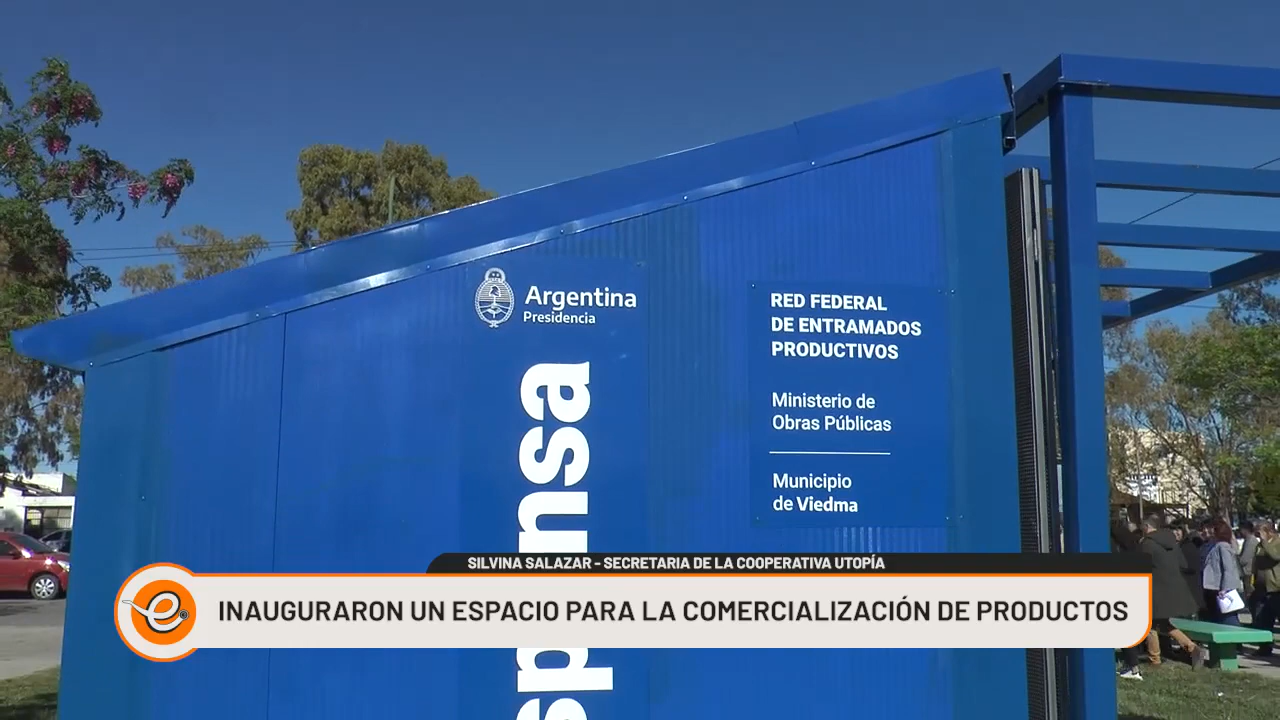 Argentina
Presidencia
RED FEDERAL
DE ENTRAMADOS
PRODUCTIVOS
Ministerio de
Obras Públicas
Municipio
de Viedma
SILVINA SALAZAR - SECRETARIA DE LA COOPERATIVA UTOPÍA
INAUGURARON UN ESPACIO PARA LA COMERCIALIZACIÓN DE PRODUCTOS